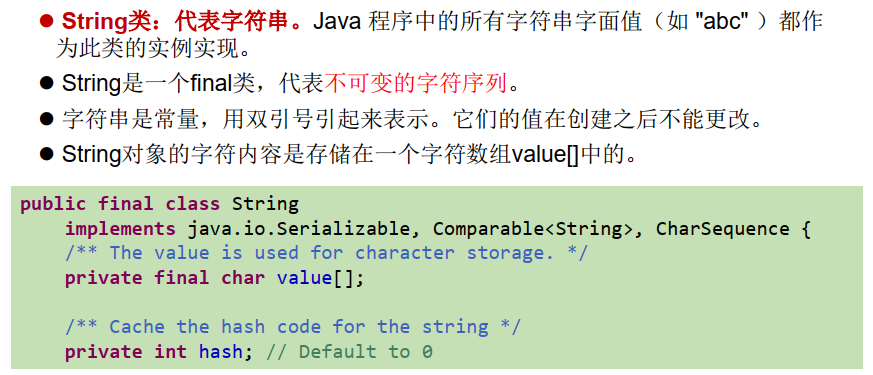 ● String类：代表字符串。Java 程序中的所有字符串字面值（如 "abc" ）都作
为此类的实例实现。
● String是一个final类，代表不可变的字符序列。
● 字符串是常量，用双引号引起来表示。它们的值在创建之后不能更改。
● String对象的字符内容是存储在一个字符数组value[]中的。
public final class String
    implements java.io.Serializable, Comparable<String>, CharSequence {
    /** The value is used for character storage. */
    private final char value[];
    /** Cache the hash code for the string */
    private int hash; // Default to 0